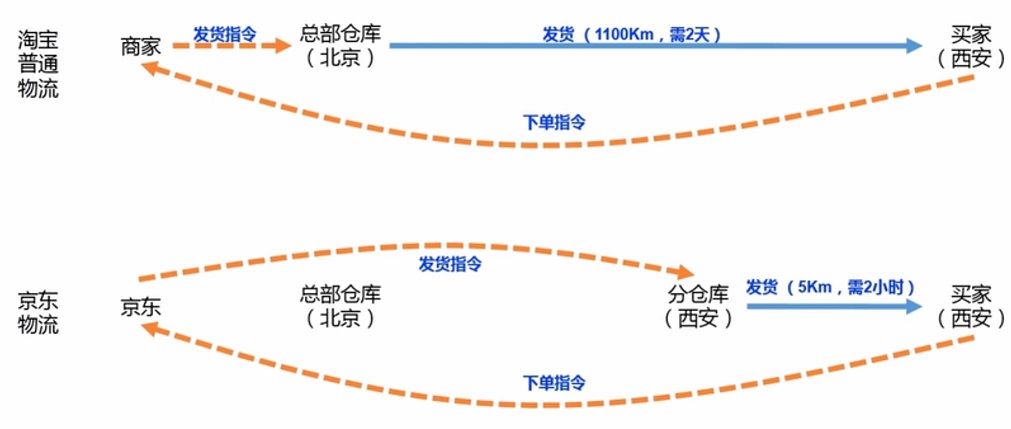 淘宝
普通
物流
商家
发货指令
总部仓库
（北京）
发货（1100Km，需2天）
买家
（西安）
下单指令
京东
物流
京东
发货指令
总部仓库
（北京）
分仓库
（西安）
发货（5Km，需2小时）
买家
（西安）
下单指令